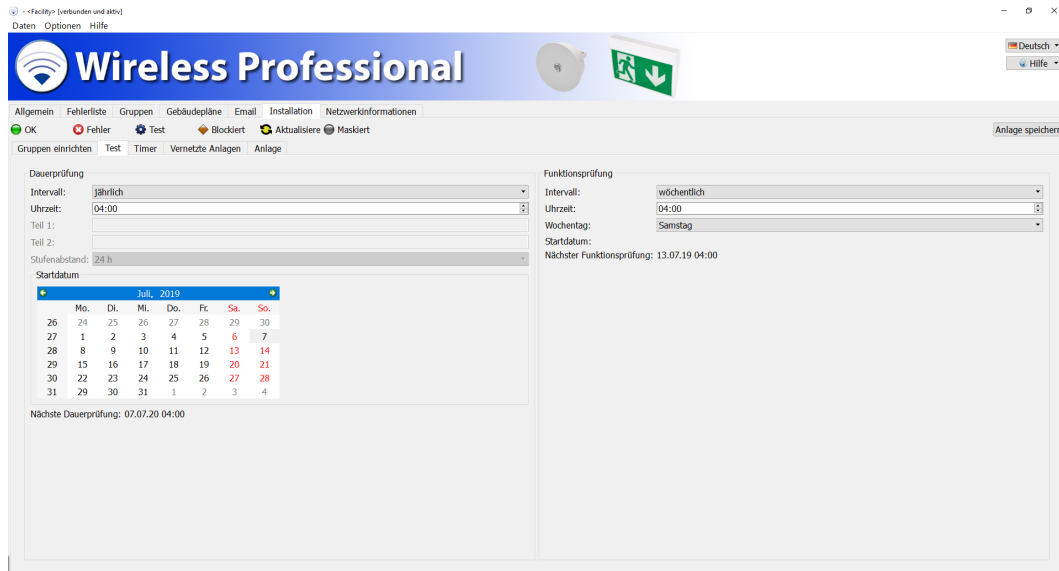 - <Facility> [verbunden und aktiv]
Daten Optionen Hilfe
Wireless Professional
Deutsch
Hilfe
Allgemein Fehlerliste Gruppen Gebäudepläne Email Installation Netzwerkinformationen
OK Fehler Test Blockiert Aktualisiere Maskiert Anlage speichern
Gruppen einrichten Test Timer Vernetzte Anlagen Anlage
Dauerprüfung
Intervall: jährlich
Uhrzeit: 04:00
Teil 1:
Teil 2:
Stufenabstand: 24 h
Startdatum
Juli, 2019
Mo. Di. Mi. Do. Fr. Sa. So.
26 24 25 26 27 28 29 30
27 1 2 3 4 5 6 7
28 8 9 10 11 12 13 14
29 15 16 17 18 19 20 21
30 22 23 24 25 26 27 28
31 29 30 31 1 2 3 4
Nächste Dauerprüfung: 07.07.20 04:00
Funktionsprüfung
Intervall: wöchentlich
Uhrzeit: 04:00
Wochentag: Samstag
Startdatum:
Nächster Funktionsprüfung: 13.07.19 04:00